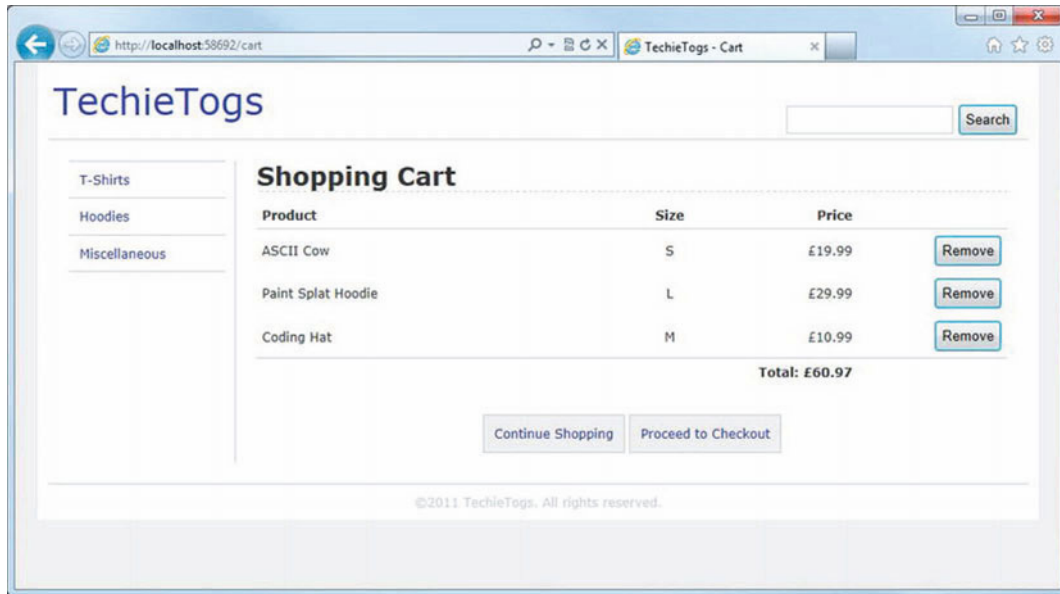 http://localhost:58692/cart
TechieTogs - Cart
TechieTogs
Search
T-Shirts
Hoodies
Miscellaneous
Shopping Cart
Product Size Price
ASCII Cow S £19.99 Remove
Paint Splat Hoodie L £29.99 Remove
Coding Hat M £10.99 Remove
Total: £60.97
Continue Shopping Proceed to Checkout
©2011 TechieTogs. All rights reserved.